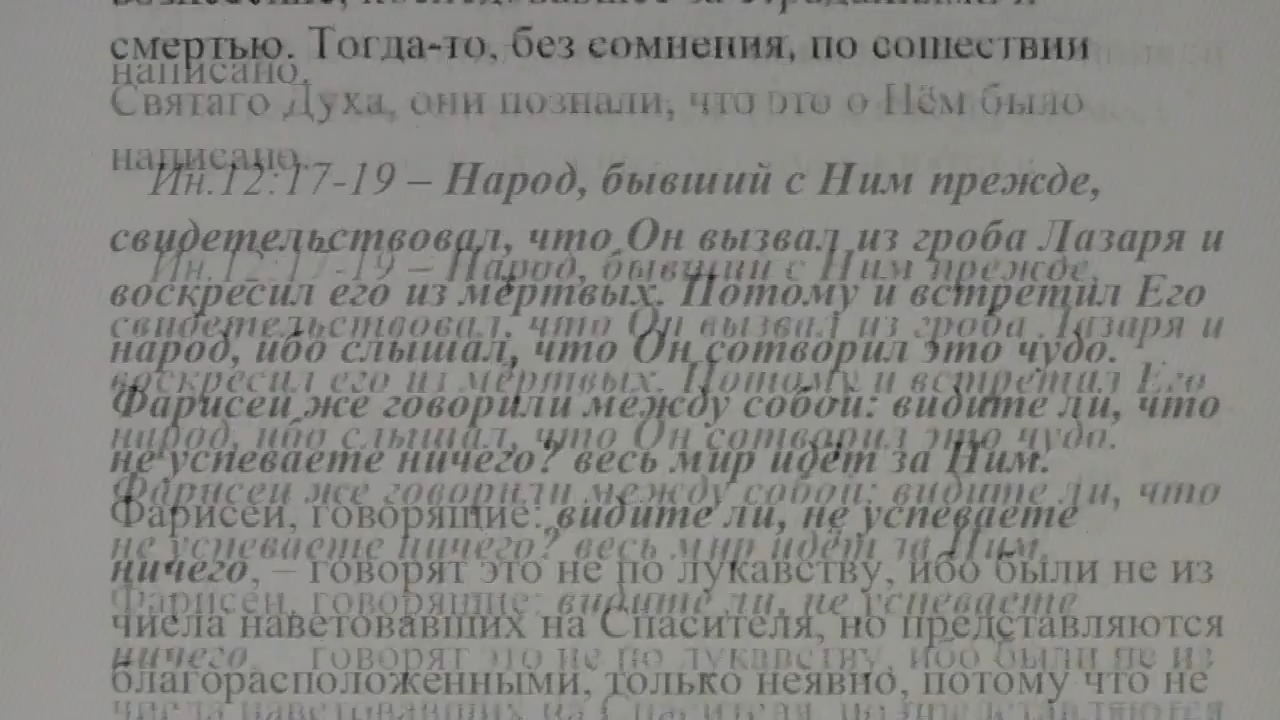 смертью. Тогда-то, без сомнения, по сошествии
Святаго Духа, они познали, что это о Нём было
написано.
Ин.12:17-19 – Народ, бывший с Ним прежде,
свидетельствовал, что Он вызвал из гроба Лазаря и
воскресил его из мёртвых. Потому и встретил Его
народ, ибо слышал, что Он сотворил это чудо.
Фарисеи же говорили между собой: видите ли, что
не успеваете ничего? весь мир идёт за Ним.
Фарисеи, говорящие: видите ли, не успеваете
ничего, – говорят это не по лукавству, ибо были не из
числа наветовавших на Спасителя, но представляются
благорасположенными, только неявно, потому что не